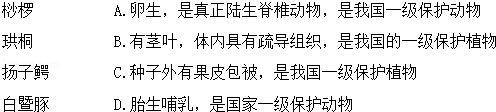 桫椤 A.卵生，是真正陆生脊椎动物，是我国一级保护动物
珙桐 B.有茎叶，体内具有疏导组织，是我国的一级保护植物
扬子鳄 C.种子外有果皮包被，是我国一级保护植物
白暨豚 D.胎生哺乳，是国家一级保护动物